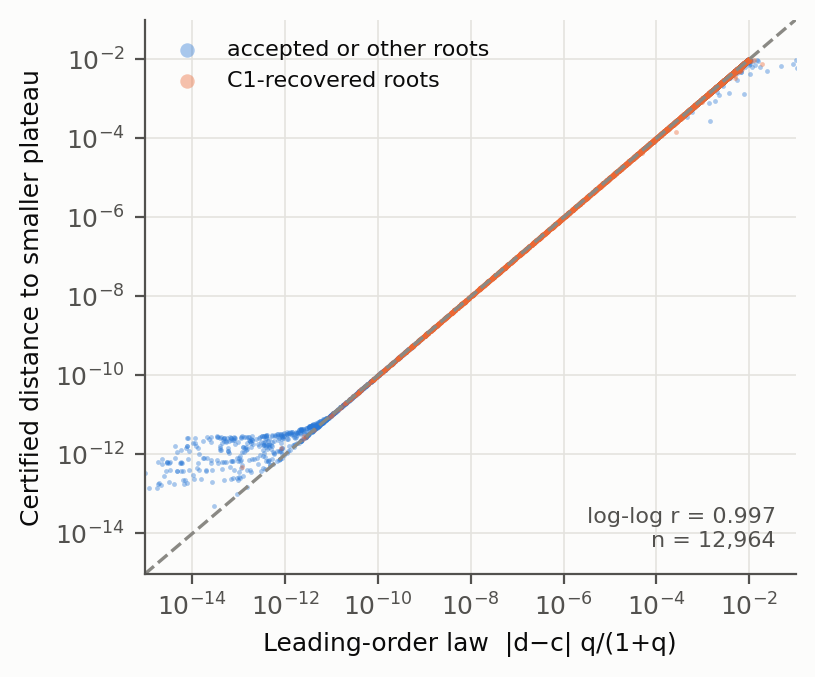 accepted or other roots
C1-recovered roots
Certified distance to smaller plateau
10⁻²
10⁻⁴
10⁻⁶
10⁻⁸
10⁻¹⁰
10⁻¹²
10⁻¹⁴
log-log r = 0.997
n = 12,964
10⁻¹⁴ 10⁻¹² 10⁻¹⁰ 10⁻⁸ 10⁻⁶ 10⁻⁴ 10⁻²
Leading-order law |d−c| q/(1+q)